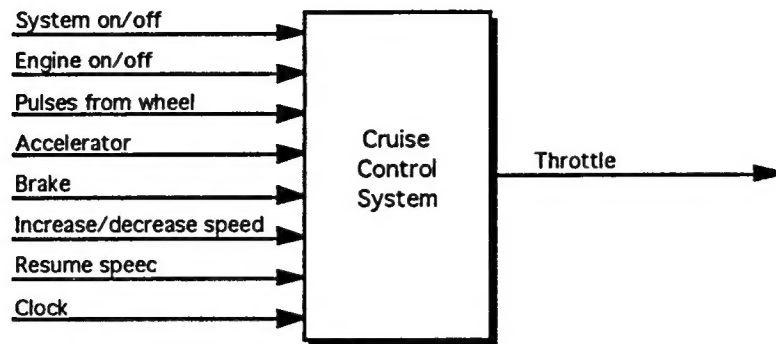 System on/off
Engine on/off
Pulses from wheel
Accelerator
Brake
Increase/decrease speed
Resume speec
Clock
Cruise
Control
System
Throttle